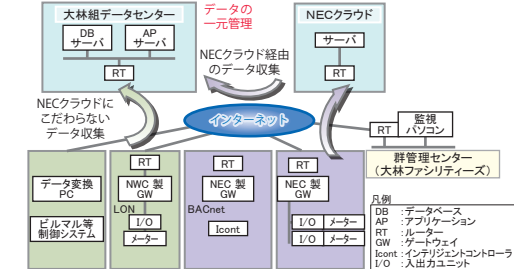 大林組データセンター
DB
サーバ
AP
サーバ
RT
データの
一元管理
NECクラウド
サーバ
RT
NECクラウド経由
のデータ収集
NECクラウドに
こだわらない
データ収集
インターネット
RT
監視
パソコン
群管理センター
(大林ファシリティーズ)
データ変換
PC
ビルマル等
制御システム
RT
NWC 製
GW
LON
I/O
メーター
RT
NEC 製
GW
BACnet
Icont
RT
NEC 製
GW
I/O メーター
I/O メーター
凡例
DB :データベース
AP :アプリケーション
RT :ルーター
GW :ゲートウェイ
Icont :インテリジェントコントローラ
I/O :入出力ユニット